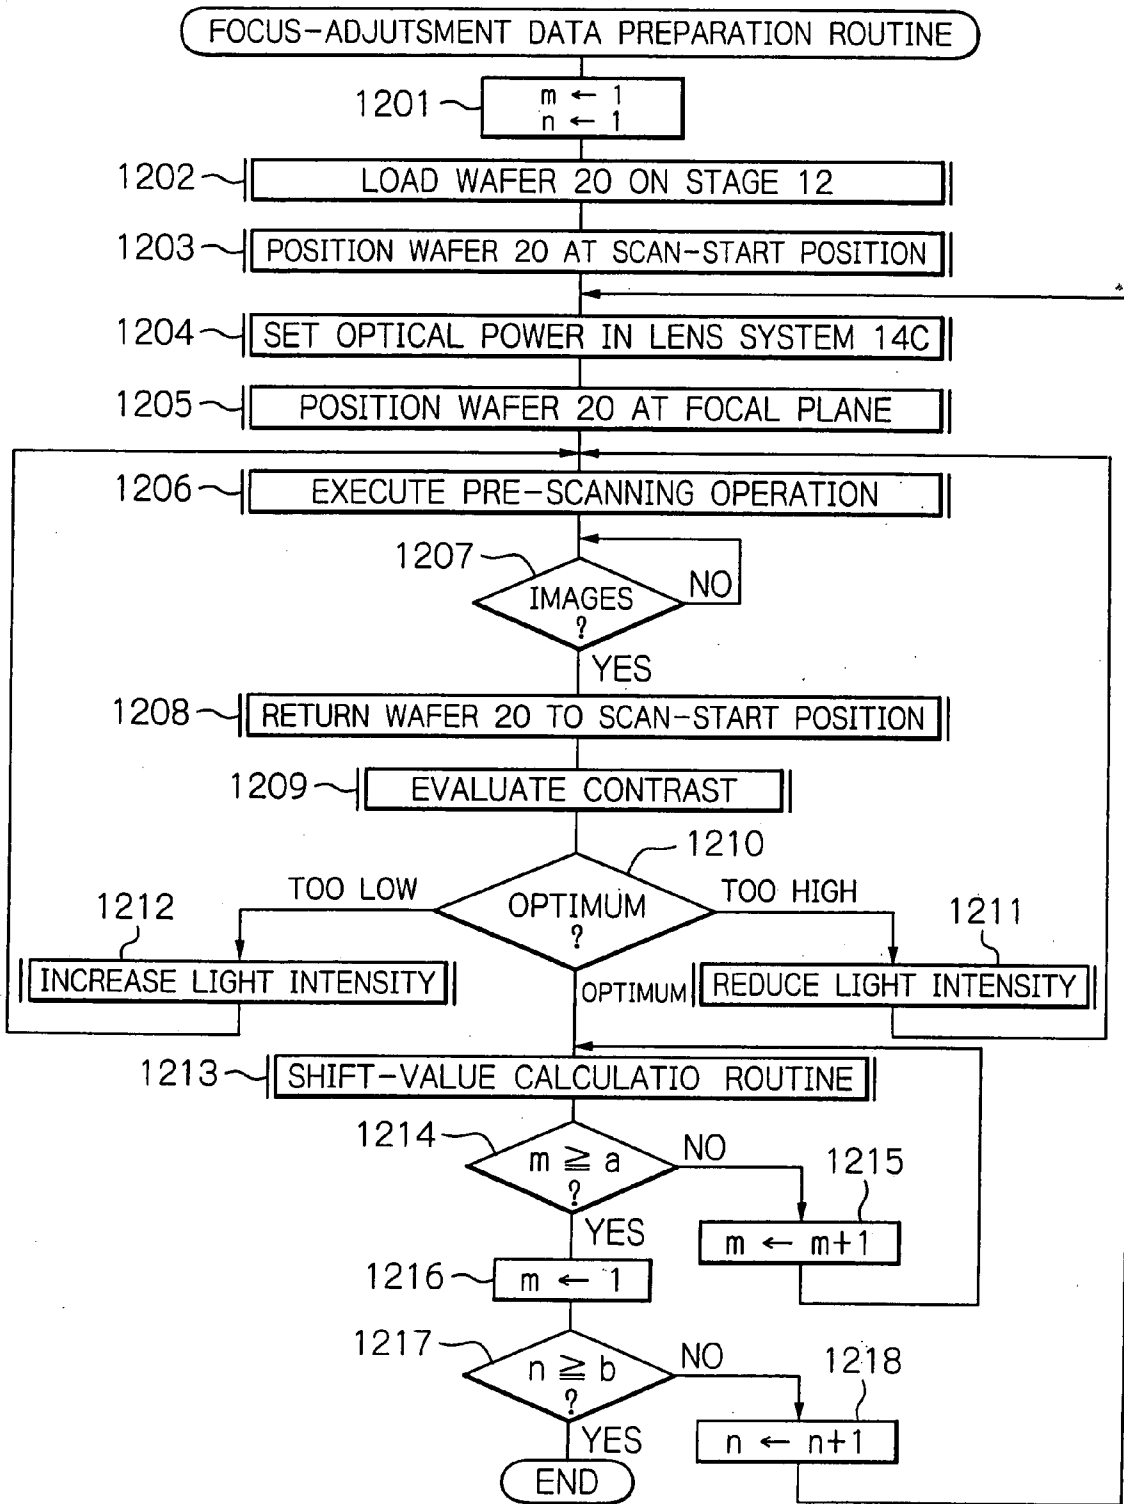 FOCUS-ADJUTSMENT DATA PREPARATION ROUTINE
1201
m ← 1
n ← 1
1202
LOAD WAFER 20 ON STAGE 12
1203
POSITION WAFER 20 AT SCAN-START POSITION
1204
SET OPTICAL POWER IN LENS SYSTEM 14C
1205
POSITION WAFER 20 AT FOCAL PLANE
1206
EXECUTE PRE-SCANNING OPERATION
1207
IMAGES
?
NO
YES
1208
RETURN WAFER 20 TO SCAN-START POSITION
1209
EVALUATE CONTRAST
1210
OPTIMUM
?
TOO LOW
TOO HIGH
1212
INCREASE LIGHT INTENSITY
OPTIMUM
1211
REDUCE LIGHT INTENSITY
1213
SHIFT-VALUE CALCULATIO ROUTINE
1214
m ≧ a
?
NO
YES
1215
m ← m+1
1216
m ← 1
1217
n ≧ b
?
NO
YES
1218
n ← n+1
END